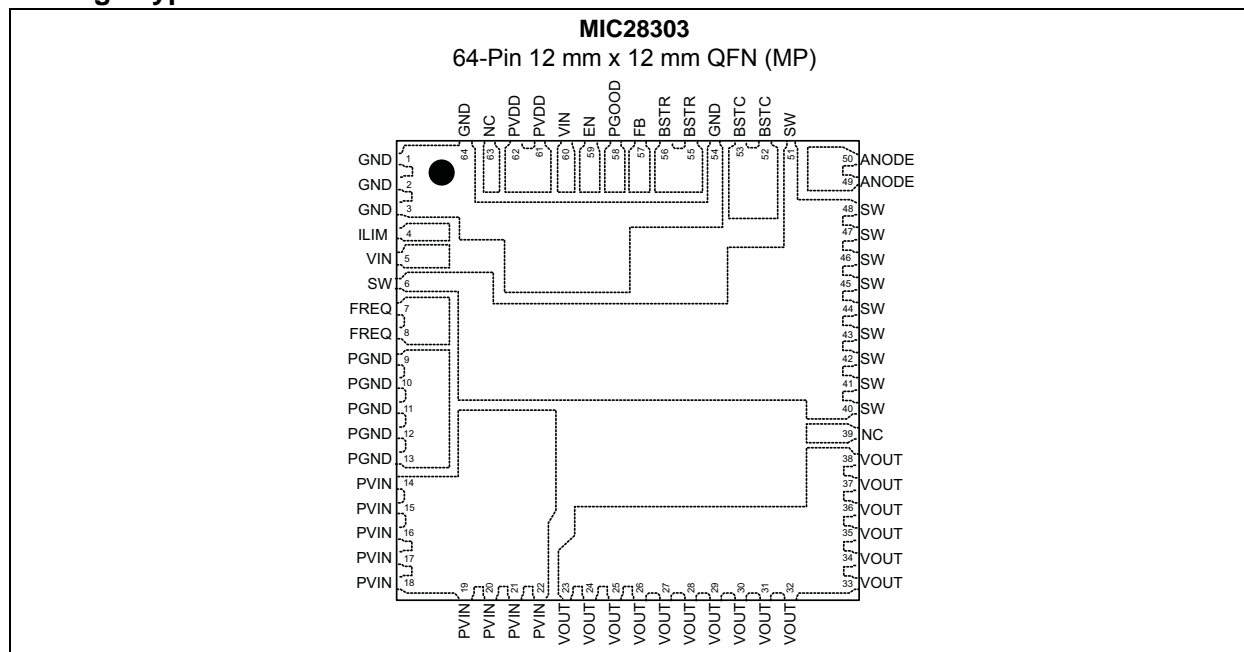 MIC28303
64-Pin 12 mm x 12 mm QFN (MP)
GND NC PVDD PVDD VIN EN PGOOD FB BSTR BSTR GND BSTC BSTC SW
64 63 62 61 60 59 58 57 56 55 54 53 52 51
GND 1
GND 2
GND 3
ILIM 4
VIN 5
SW 6
FREQ 7
FREQ 8
PGND 9
PGND 10
PGND 11
PGND 12
PGND 13
PVIN 14
PVIN 15
PVIN 16
PVIN 17
PVIN 18
50 ANODE
49 ANODE
48 SW
47 SW
46 SW
45 SW
44 SW
43 SW
42 SW
41 SW
40 SW
39 NC
38 VOUT
37 VOUT
36 VOUT
35 VOUT
34 VOUT
33 VOUT
19 20 21 22 23 24 25 26 27 28 29 30 31 32
PVIN PVIN PVIN PVIN VOUT VOUT VOUT VOUT VOUT VOUT VOUT VOUT VOUT VOUT